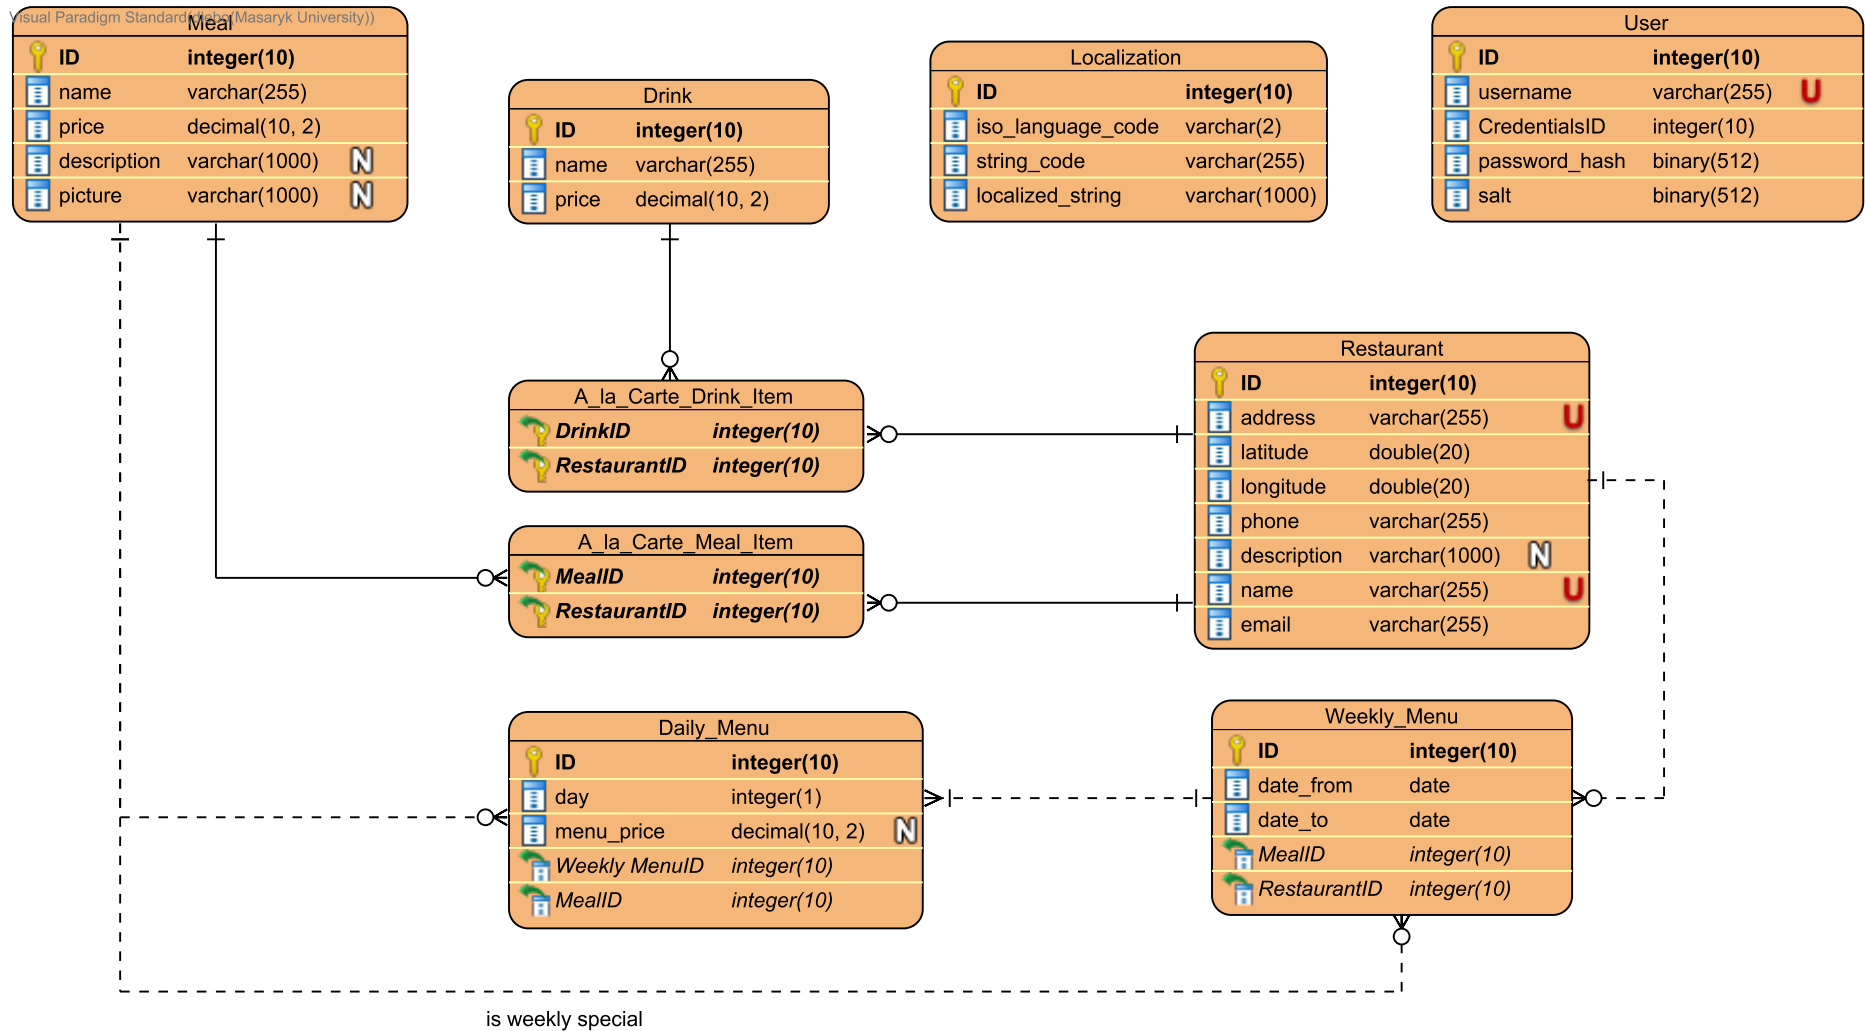 Visual Paradigm Standard(dlebo(Masaryk University))
Meal
ID integer(10)
name varchar(255)
price decimal(10, 2)
description varchar(1000) N
picture varchar(1000) N
Drink
ID integer(10)
name varchar(255)
price decimal(10, 2)
Localization
ID integer(10)
iso_language_code varchar(2)
string_code varchar(255)
localized_string varchar(1000)
User
ID integer(10)
username varchar(255) U
CredentialsID integer(10)
password_hash binary(512)
salt binary(512)
A_la_Carte_Drink_Item
DrinkID integer(10)
RestaurantID integer(10)
A_la_Carte_Meal_Item
MealID integer(10)
RestaurantID integer(10)
Restaurant
ID integer(10)
address varchar(255) U
latitude double(20)
longitude double(20)
phone varchar(255)
description varchar(1000) N
name varchar(255) U
email varchar(255)
Daily_Menu
ID integer(10)
day integer(1)
menu_price decimal(10, 2) N
Weekly MenuID integer(10)
MealID integer(10)
Weekly_Menu
ID integer(10)
date_from date
date_to date
MealID integer(10)
RestaurantID integer(10)
is weekly special